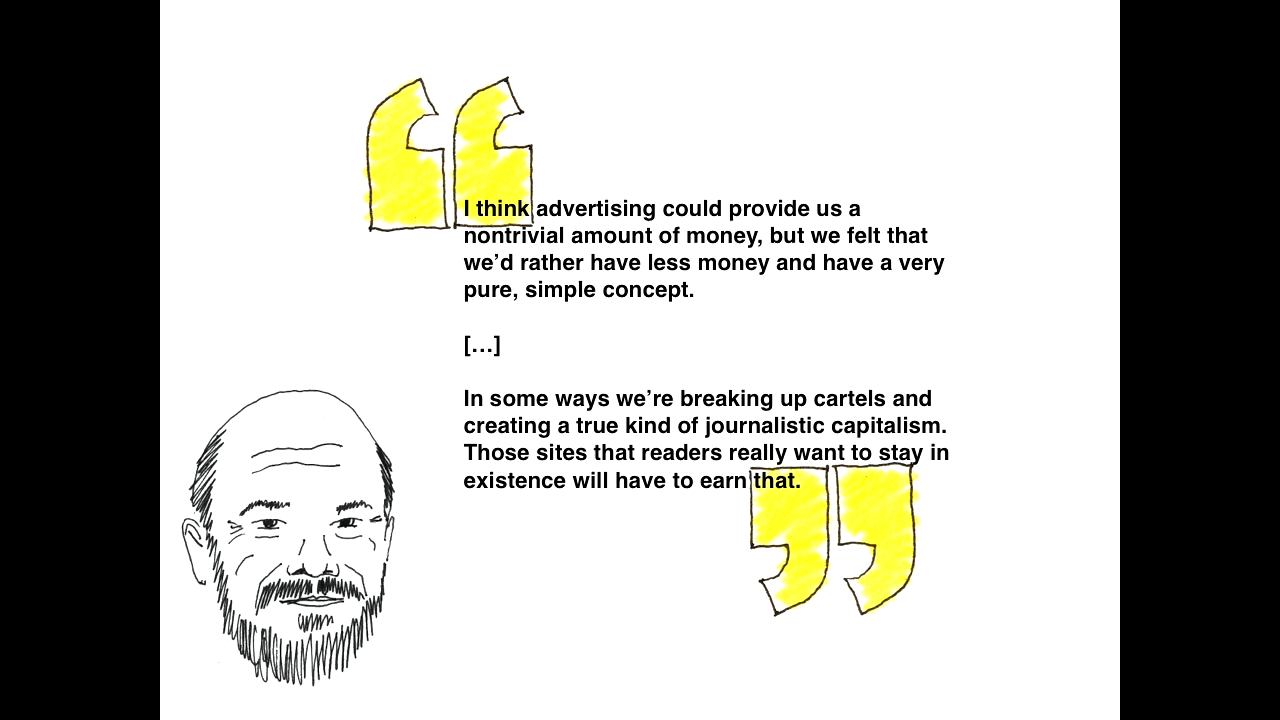 I think advertising could provide us a
nontrivial amount of money, but we felt that
we’d rather have less money and have a very
pure, simple concept.
[…]
In some ways we’re breaking up cartels and
creating a true kind of journalistic capitalism.
Those sites that readers really want to stay in
existence will have to earn that.